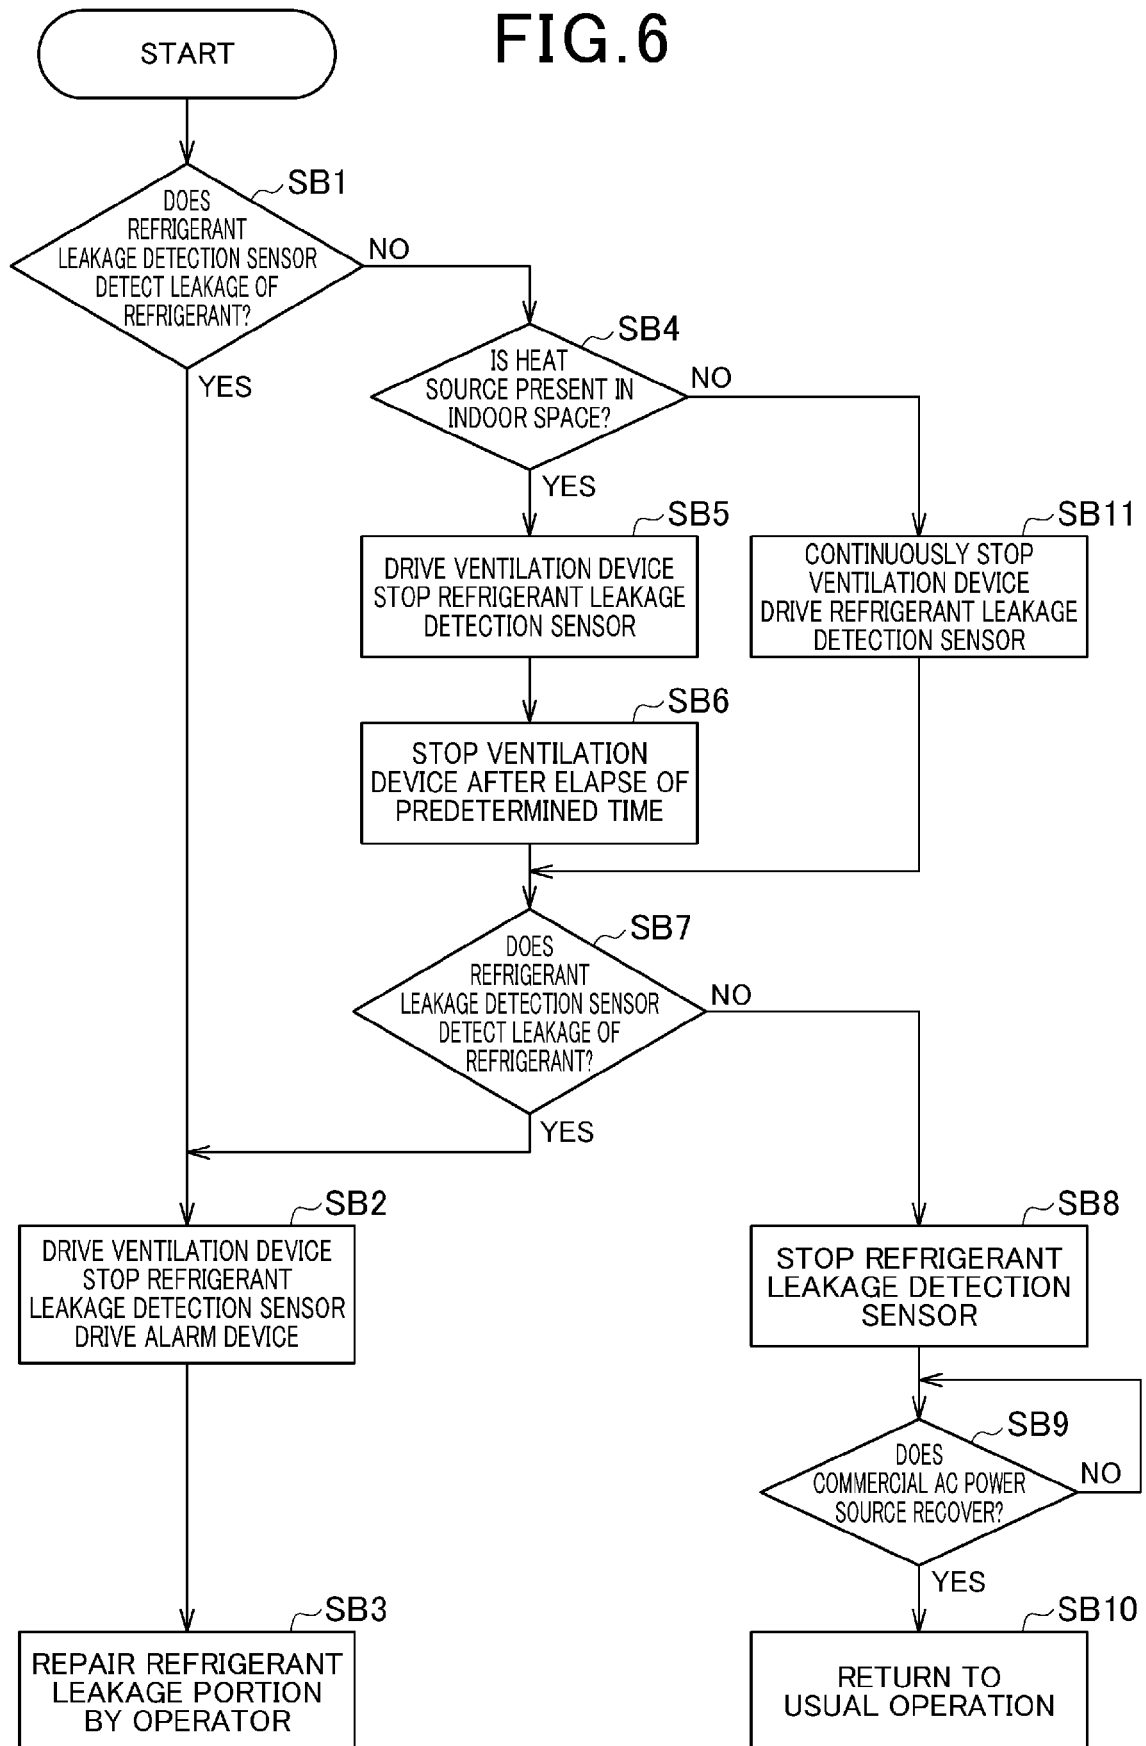 FIG.6
START
SB1
DOES
REFRIGERANT
LEAKAGE DETECTION SENSOR
DETECT LEAKAGE OF
REFRIGERANT?
NO
YES
SB4
IS HEAT
SOURCE PRESENT IN
INDOOR SPACE?
NO
YES
SB5
DRIVE VENTILATION DEVICE
STOP REFRIGERANT LEAKAGE
DETECTION SENSOR
SB11
CONTINUOUSLY STOP
VENTILATION DEVICE
DRIVE REFRIGERANT LEAKAGE
DETECTION SENSOR
SB6
STOP VENTILATION
DEVICE AFTER ELAPSE OF
PREDETERMINED TIME
SB7
DOES
REFRIGERANT
LEAKAGE DETECTION SENSOR
DETECT LEAKAGE OF
REFRIGERANT?
NO
YES
SB2
DRIVE VENTILATION DEVICE
STOP REFRIGERANT
LEAKAGE DETECTION SENSOR
DRIVE ALARM DEVICE
SB8
STOP REFRIGERANT
LEAKAGE DETECTION
SENSOR
SB9
DOES
COMMERCIAL AC POWER
SOURCE RECOVER?
NO
YES
SB3
REPAIR REFRIGERANT
LEAKAGE PORTION
BY OPERATOR
SB10
RETURN TO
USUAL OPERATION